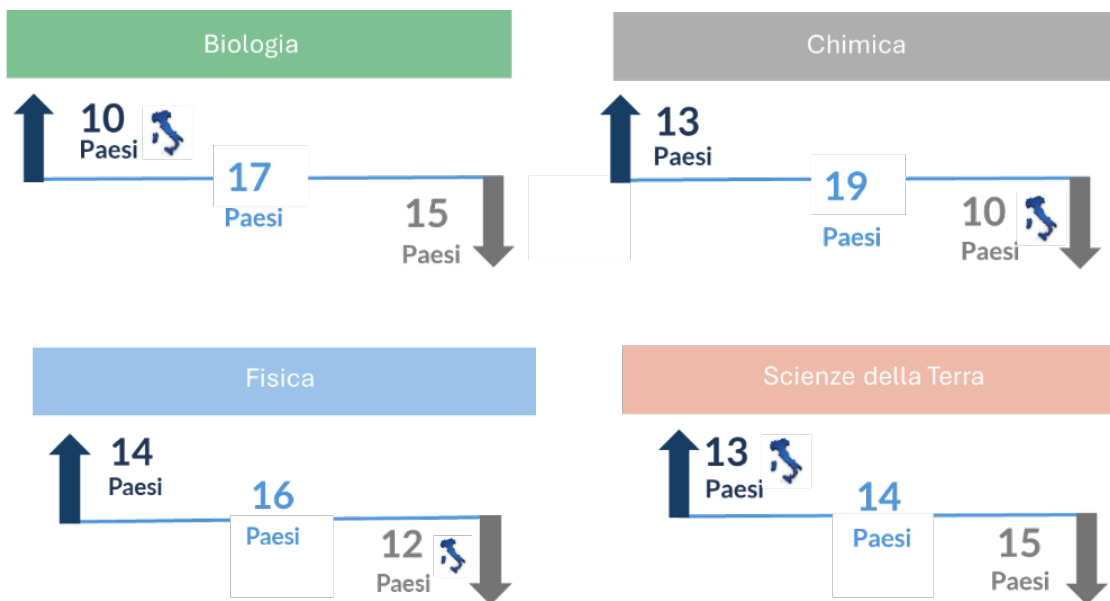 Biologia
10
Paesi
17
Paesi
15
Paesi
Chimica
13
Paesi
19
Paesi
10
Paesi
Fisica
14
Paesi
16
Paesi
12
Paesi
Scienze della Terra
13
Paesi
14
Paesi
15
Paesi